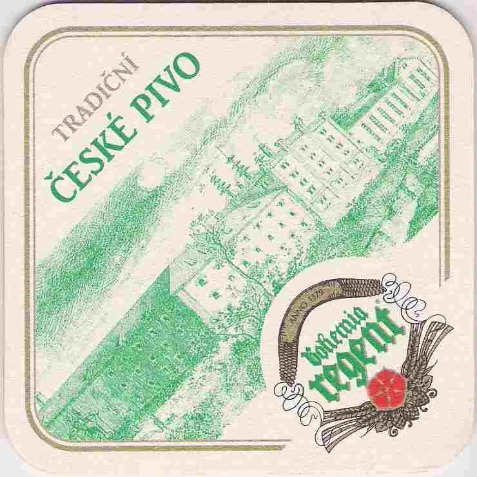 TRADIČNÍ
ČESKÉ PIVO
ANNO 1379
bohemia
regent